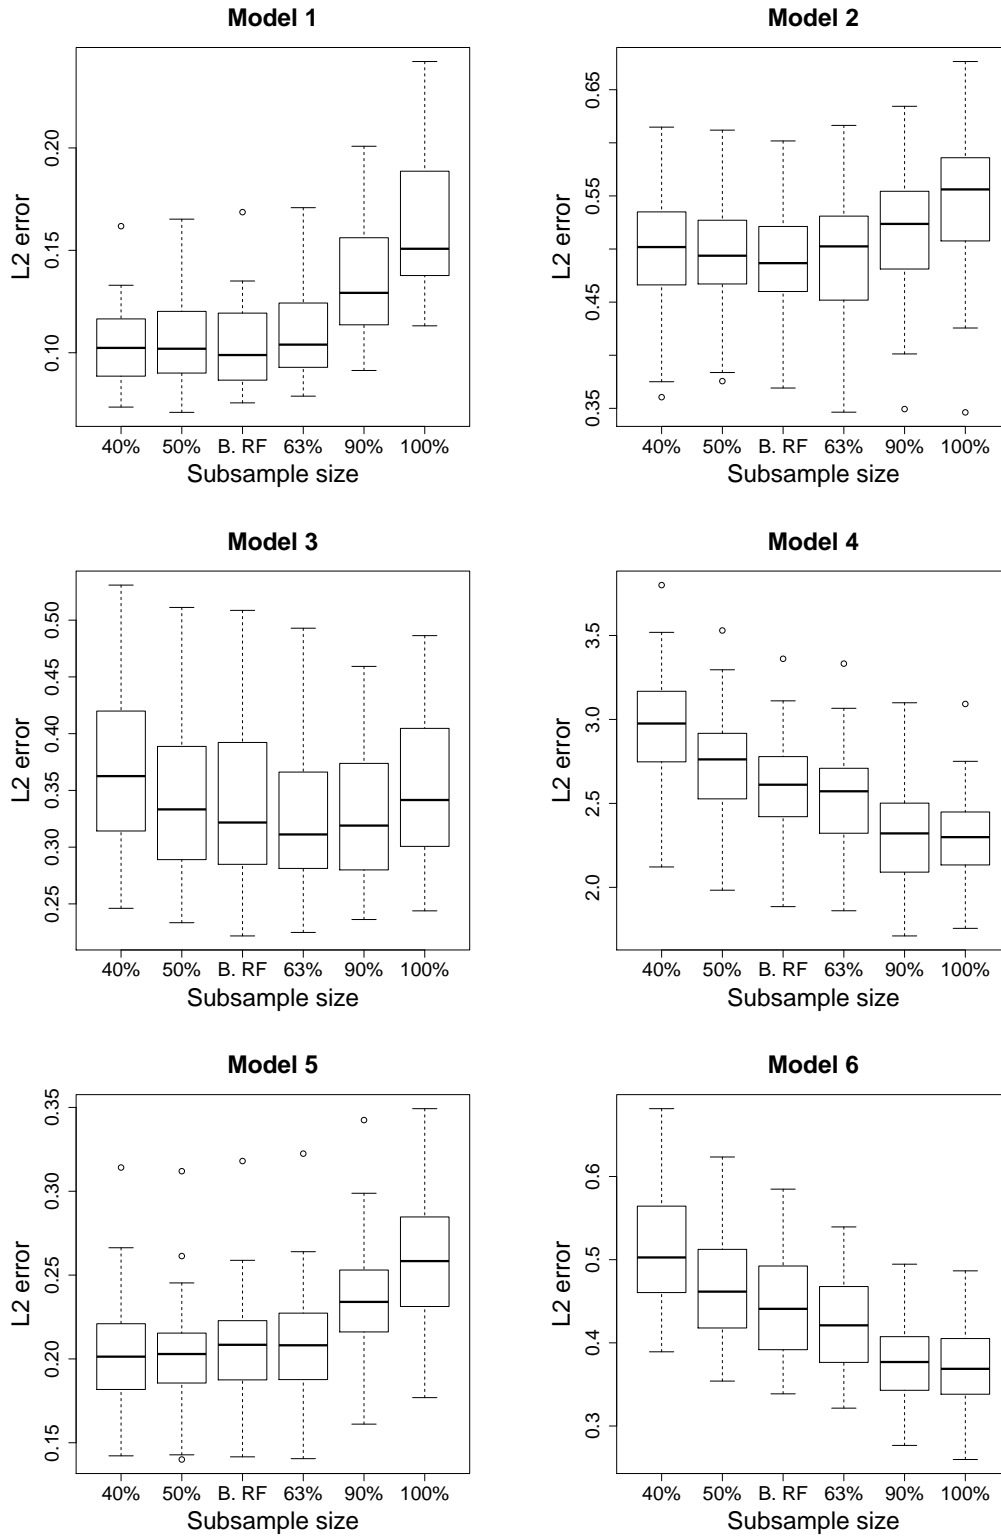 Model 1
L2 error
0.20
0.15
0.10
40% 50% B. RF 63% 90% 100%
Subsample size
Model 2
L2 error
0.65
0.55
0.45
0.35
40% 50% B. RF 63% 90% 100%
Subsample size
Model 3
L2 error
0.50
0.45
0.40
0.35
0.30
0.25
40% 50% B. RF 63% 90% 100%
Subsample size
Model 4
L2 error
3.5
3.0
2.5
2.0
40% 50% B. RF 63% 90% 100%
Subsample size
Model 5
L2 error
0.35
0.30
0.25
0.20
0.15
40% 50% B. RF 63% 90% 100%
Subsample size
Model 6
L2 error
0.6
0.5
0.4
0.3
40% 50% B. RF 63% 90% 100%
Subsample size